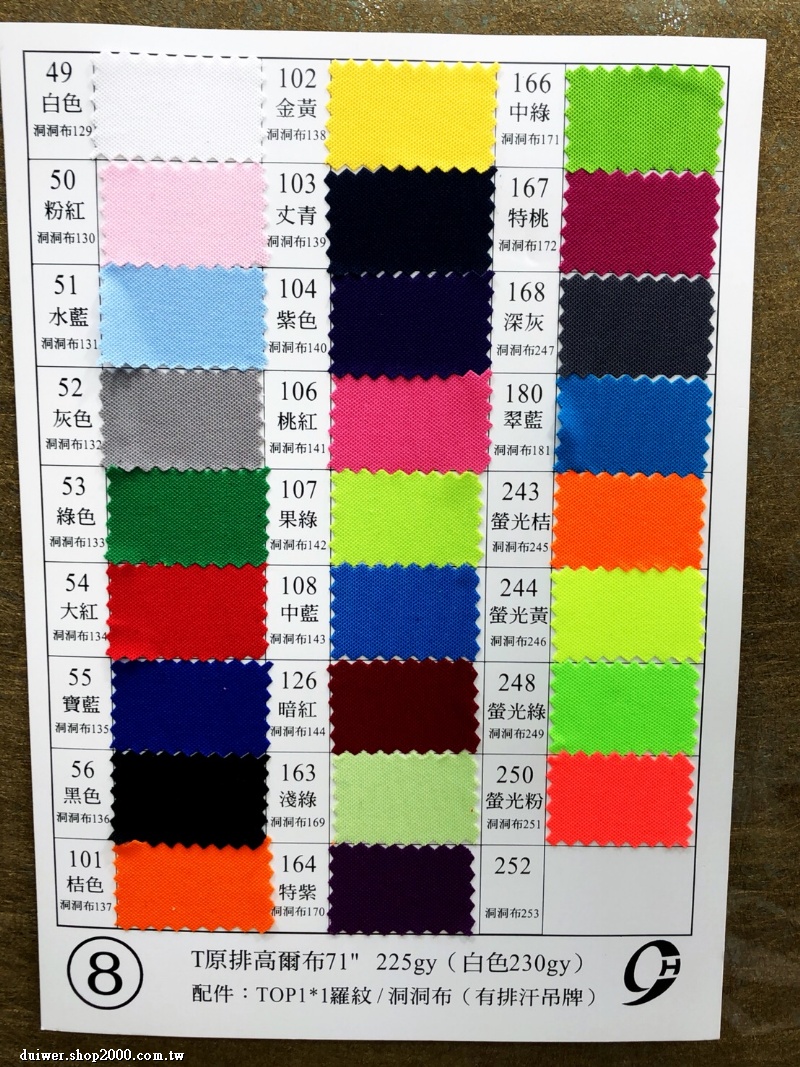 49
白色
洞洞布129
50
粉紅
洞洞布130
51
水藍
洞洞布131
52
灰色
洞洞布132
53
綠色
洞洞布133
54
大紅
洞洞布134
55
寶藍
洞洞布135
56
黑色
洞洞布136
101
桔色
洞洞布137
102
金黃
洞洞布138
103
丈青
洞洞布139
104
紫色
洞洞布140
106
桃紅
洞洞布141
107
果綠
洞洞布142
108
中藍
洞洞布143
126
暗紅
洞洞布144
163
淺綠
洞洞布169
164
特紫
洞洞布170
166
中綠
洞洞布171
167
特桃
洞洞布172
168
深灰
洞洞布247
180
翠藍
洞洞布181
243
螢光桔
洞洞布245
244
螢光黃
洞洞布246
248
螢光綠
洞洞布249
250
螢光粉
洞洞布251
252
洞洞布253
8
T原排高爾布71" 225gy（白色230gy）
配件：TOP1*1羅紋 / 洞洞布（有排汗吊牌）
H
duiwer.shop2000.com.tw